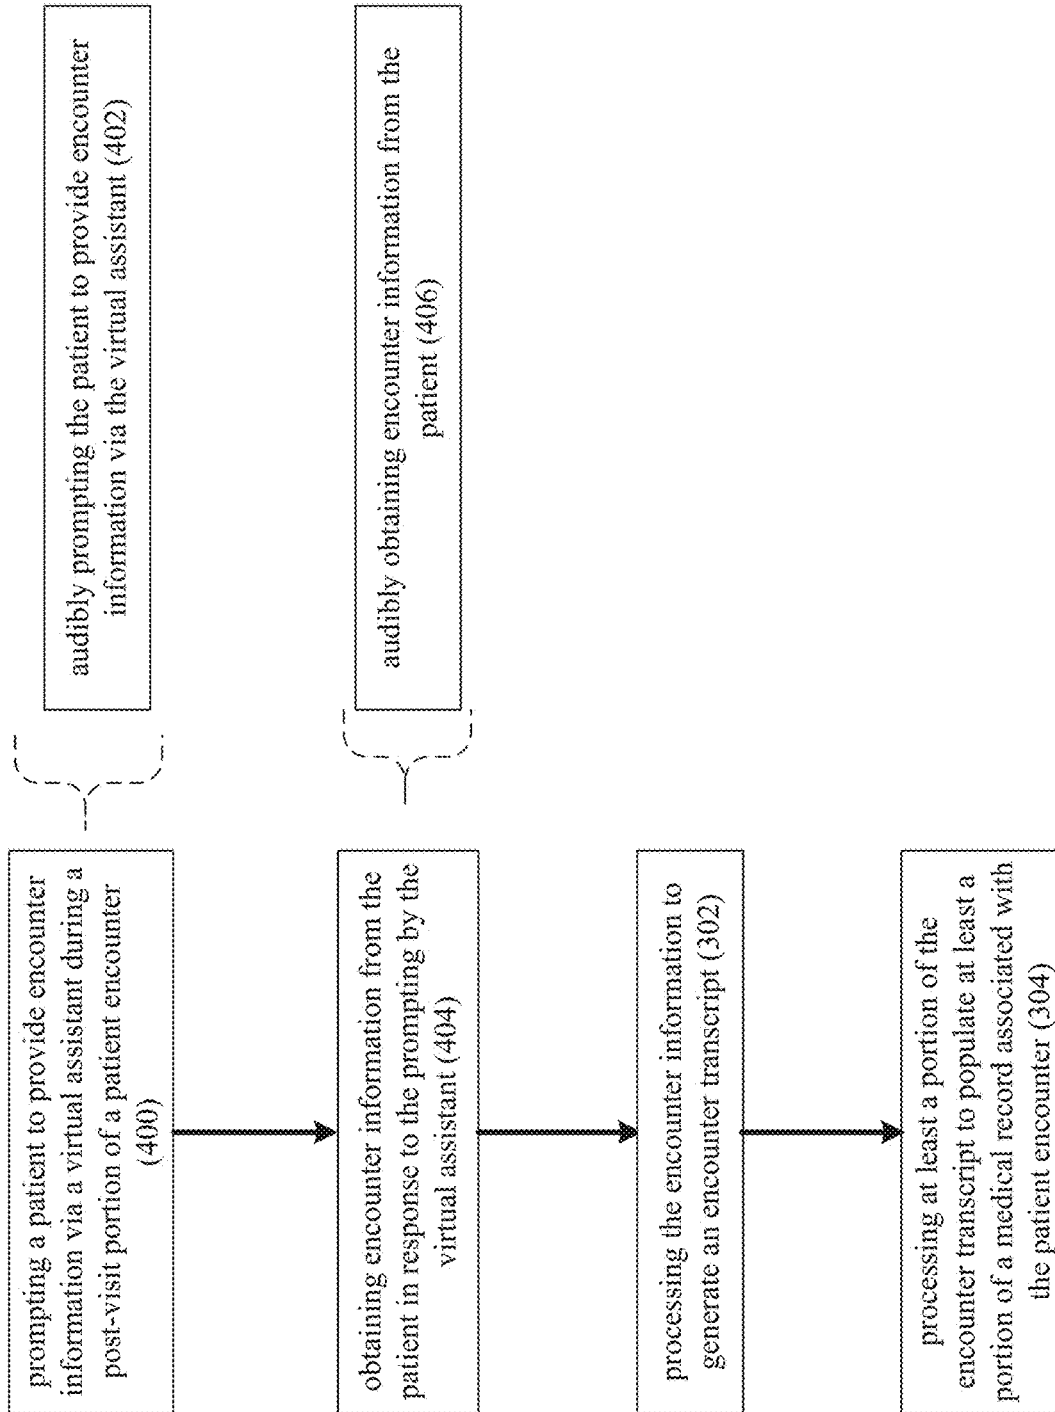 prompting a patient to provide encounter
information via a virtual assistant during a
post-visit portion of a patient encounter
(400)
audibly prompting the patient to provide encounter
information via the virtual assistant (402)
obtaining encounter information from the
patient in response to the prompting by the
virtual assistant (404)
audibly obtaining encounter information from the
patient (406)
processing the encounter information to
generate an encounter transcript (302)
processing at least a portion of the
encounter transcript to populate at least a
portion of a medical record associated with
the patient encounter (304)